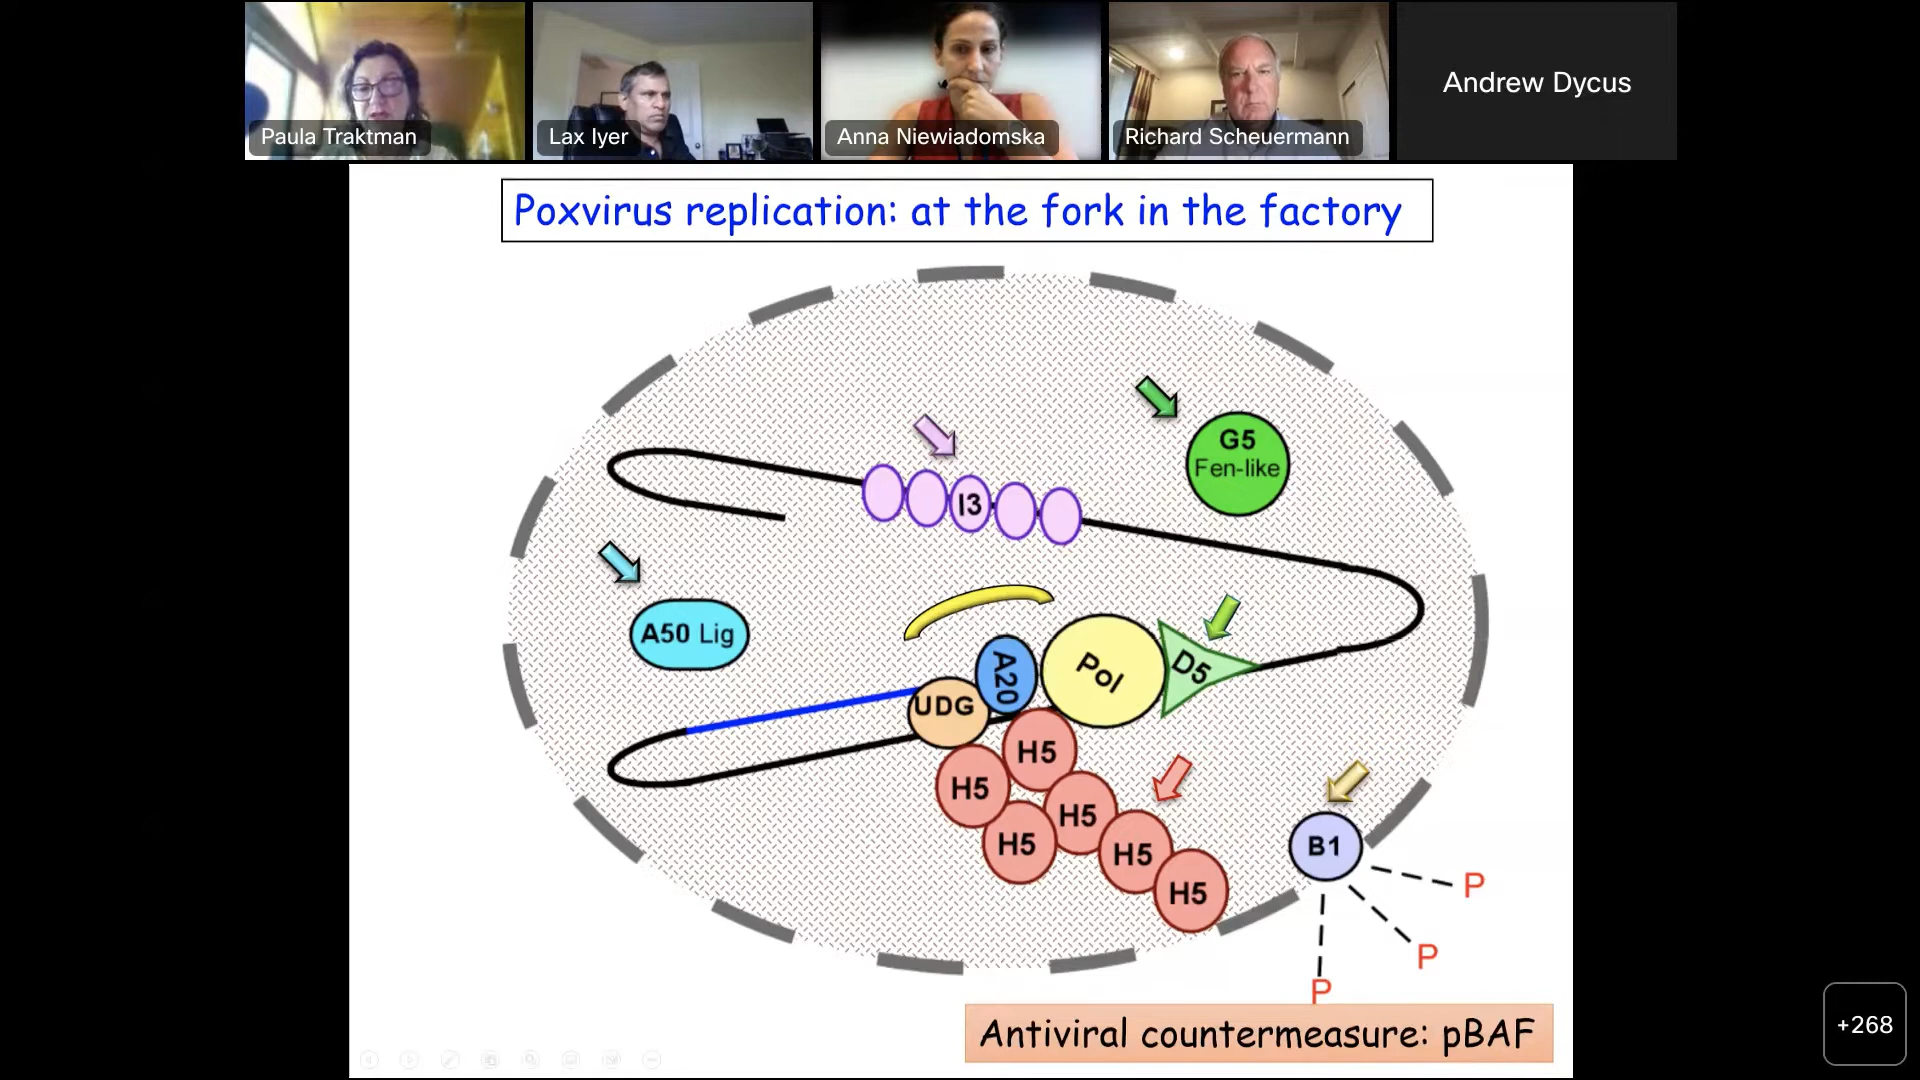 Paula Traktman
Lax Iyer
Anna Niewiadomska
Richard Scheuermann
Andrew Dycus
Poxvirus replication: at the fork in the factory
G5
Fen-like
I3
A50 Lig
A20
Pol
D5
UDG
H5
H5
H5
H5
H5
H5
B1
P
P
P
Antiviral countermeasure: pBAF
+268